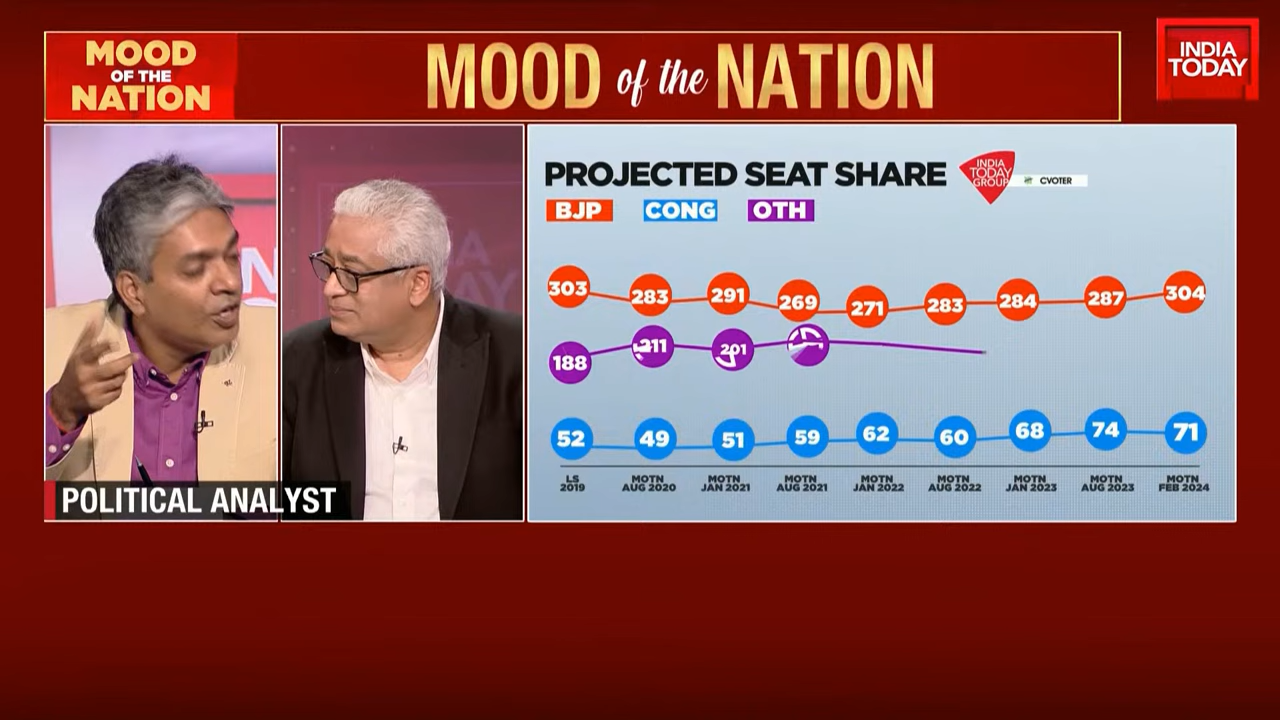 MOOD
OF THE
NATION
MOOD of the NATION
INDIA
TODAY
PROJECTED SEAT SHARE
INDIA
TODAY
GROUP
CVOTER
BJP CONG OTH
303 283 291 269 271 283 284 287 304
188 211 201
52 49 51 59 62 60 68 74 71
LS 2019
MOTN AUG 2020
MOTN JAN 2021
MOTN AUG 2021
MOTN JAN 2022
MOTN AUG 2022
MOTN JAN 2023
MOTN AUG 2023
MOTN FEB 2024
POLITICAL ANALYST